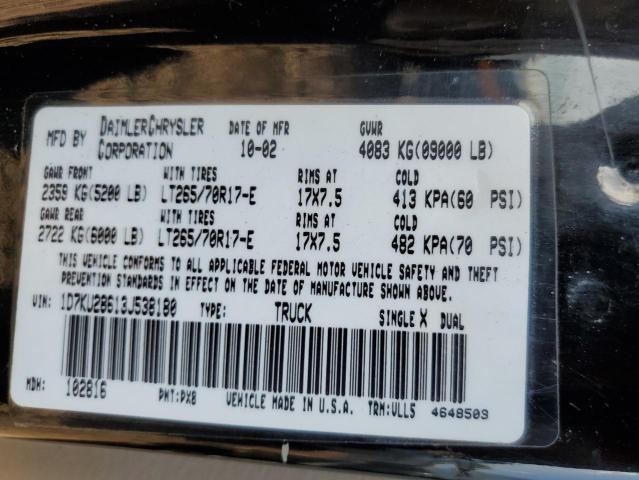 MFD BY DAIMLERCHRYSLER CORPORATION DATE OF MFR 10-02 GVWR 4083 KG(09000 LB)
GAWR FRONT WITH TIRES RIMS AT COLD
2359 KG(5200 LB) LT265/70R17-E 17X7.5 413 KPA(60 PSI)
GAWR REAR WITH TIRES RIMS AT COLD
2722 KG(6000 LB) LT265/70R17-E 17X7.5 482 KPA(70 PSI)
THIS VEHICLE CONFORMS TO ALL APPLICABLE FEDERAL MOTOR VEHICLE SAFETY AND THEFT
PREVENTION STANDARDS IN EFFECT ON THE DATE OF MANUFACTURE SHOWN ABOVE.
VIN: 1D7KU28613J538180 TYPE: TRUCK SINGLE X DUAL
MDH: 102816 PNT:PX8 VEHICLE MADE IN U.S.A. TRM:VLL5 4648503